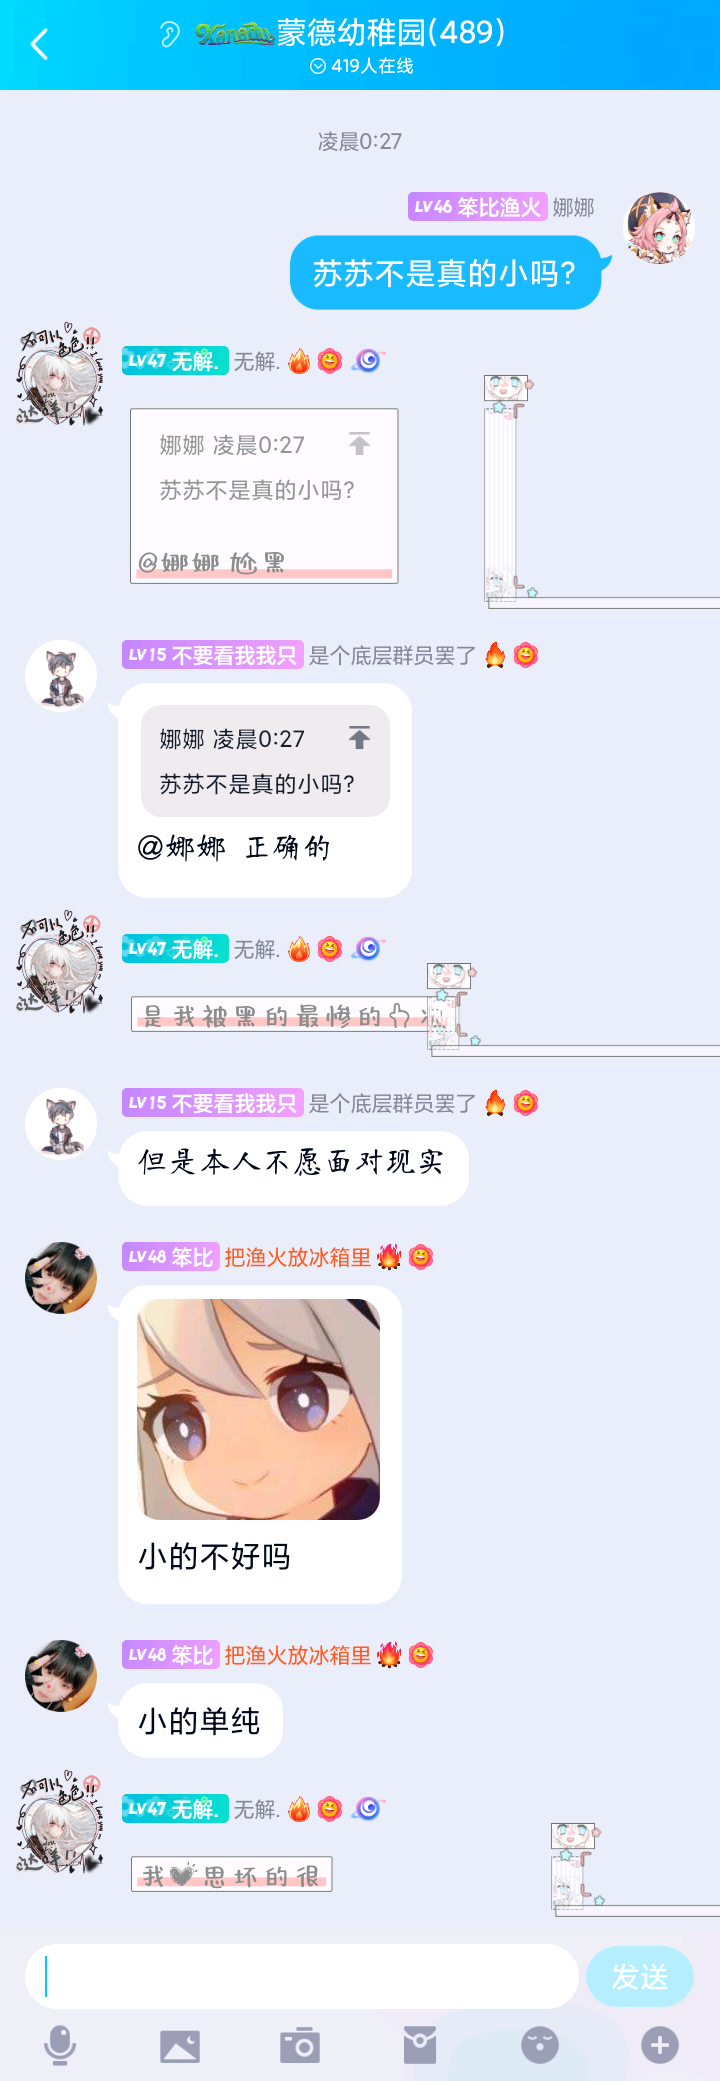 Xanadu蒙德幼稚园(489)
419人在线
凌晨0:27
LV46 笨比渔火 娜娜
苏苏不是真的小吗?
LV47 无解. 无解.
娜娜 凌晨0:27
苏苏不是真的小吗?
@娜娜 尬黑
LV15 不要看我我只 是个底层群员罢了
娜娜 凌晨0:27
苏苏不是真的小吗?
@娜娜 正确的
LV47 无解. 无解.
是我被黑的最惨的
LV15 不要看我我只 是个底层群员罢了
但是本人不愿面对现实
LV48 笨比 把渔火放冰箱里
小的不好吗
LV48 笨比 把渔火放冰箱里
小的单纯
LV47 无解. 无解.
我思坏的很
发送